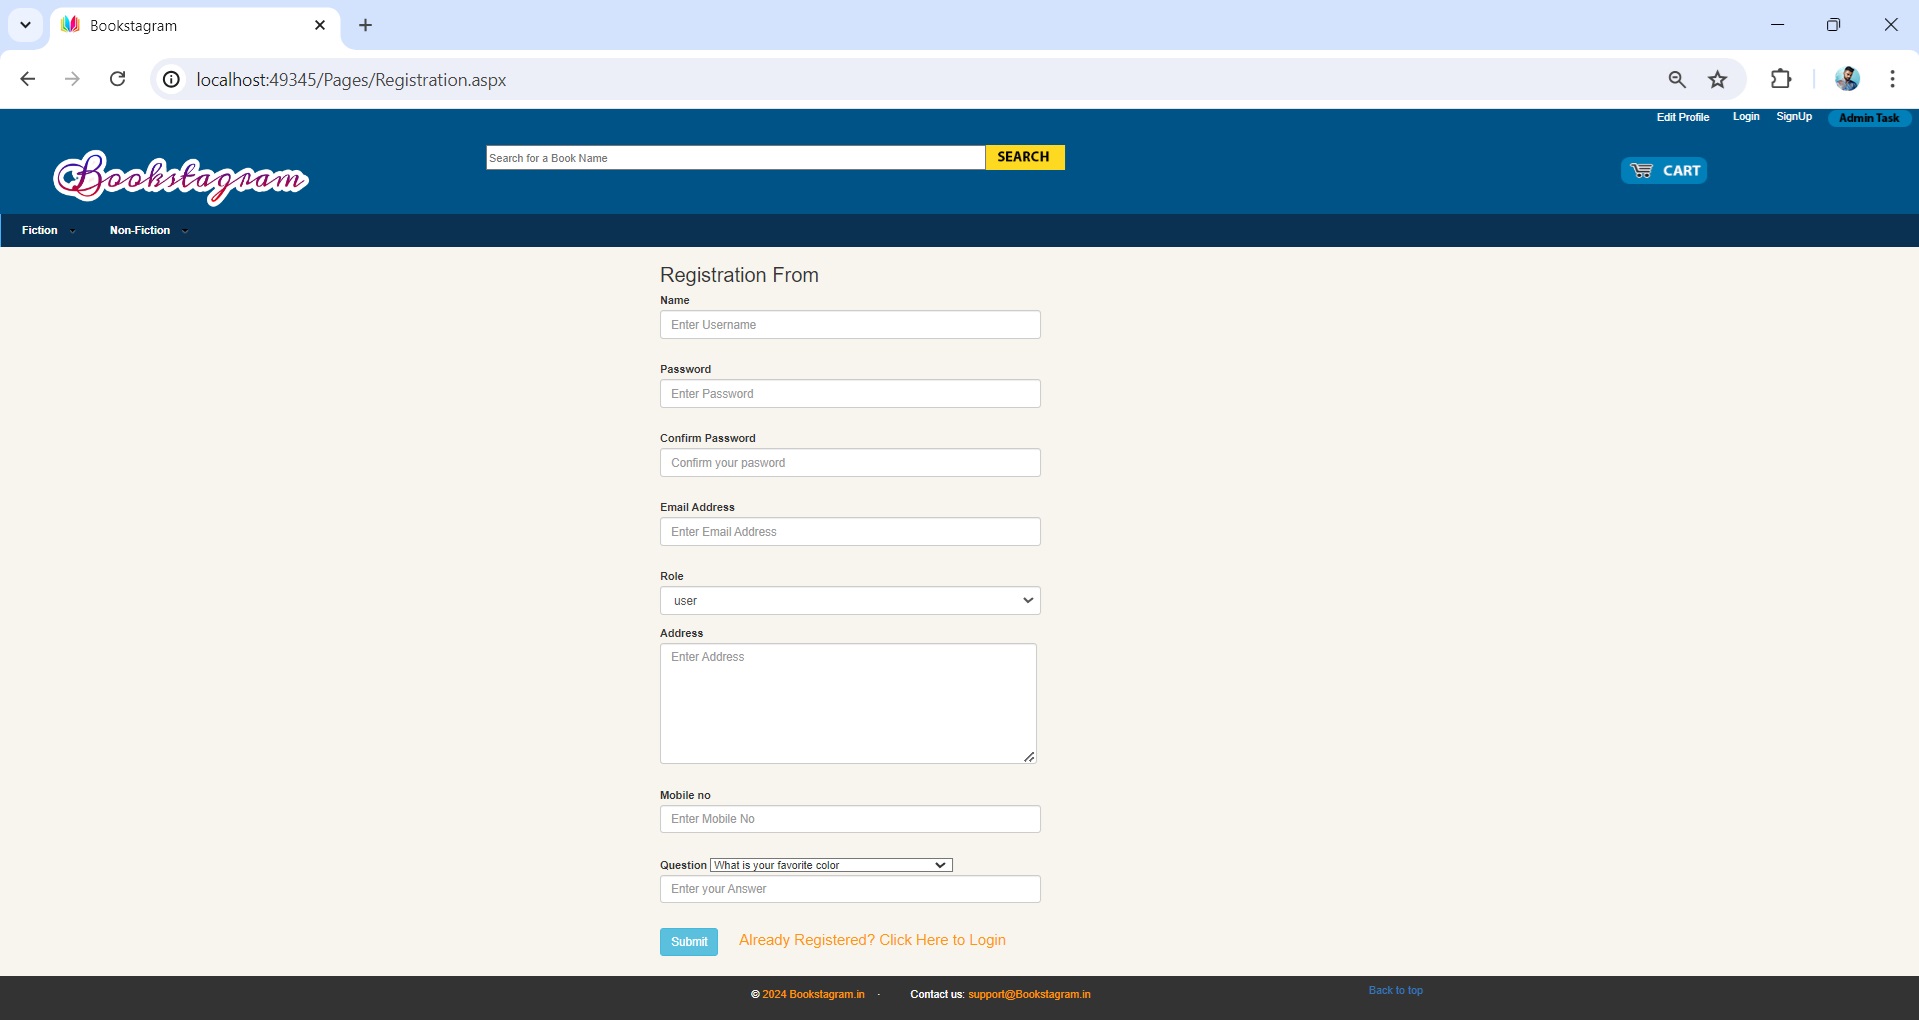 Bookstagram
localhost:49345/Pages/Registration.aspx
Edit Profile Login SignUp Admin Task
Bookstagram
Search for a Book Name SEARCH
CART
Fiction Non-Fiction
Registration From
Name
Enter Username
Password
Enter Password
Confirm Password
Confirm your pasword
Email Address
Enter Email Address
Role
user
Address
Enter Address
Mobile no
Enter Mobile No
Question What is your favorite color
Enter your Answer
Submit Already Registered? Click Here to Login
© 2024 Bookstagram.in · Contact us: support@Bookstagram.in Back to top